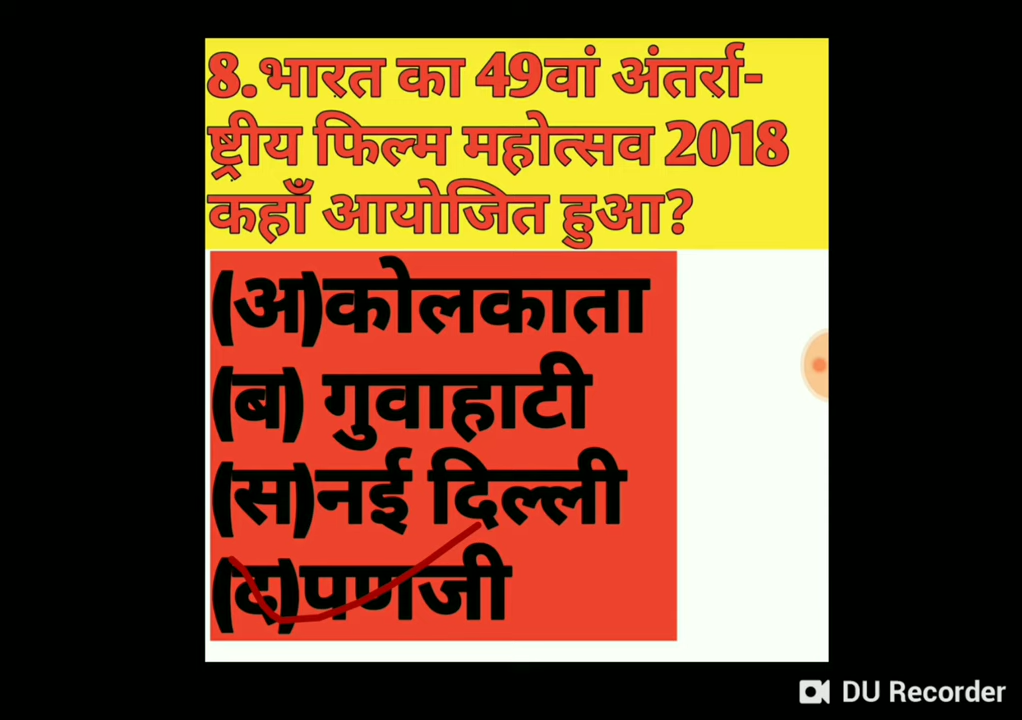 8.भारत का 49वां अंतर्रा-
ष्ट्रीय फिल्म महोत्सव 2018
कहाँ आयोजित हुआ?
(अ)कोलकाता
(ब) गुवाहाटी
(स)नई दिल्ली
(द)पणजी
DU Recorder